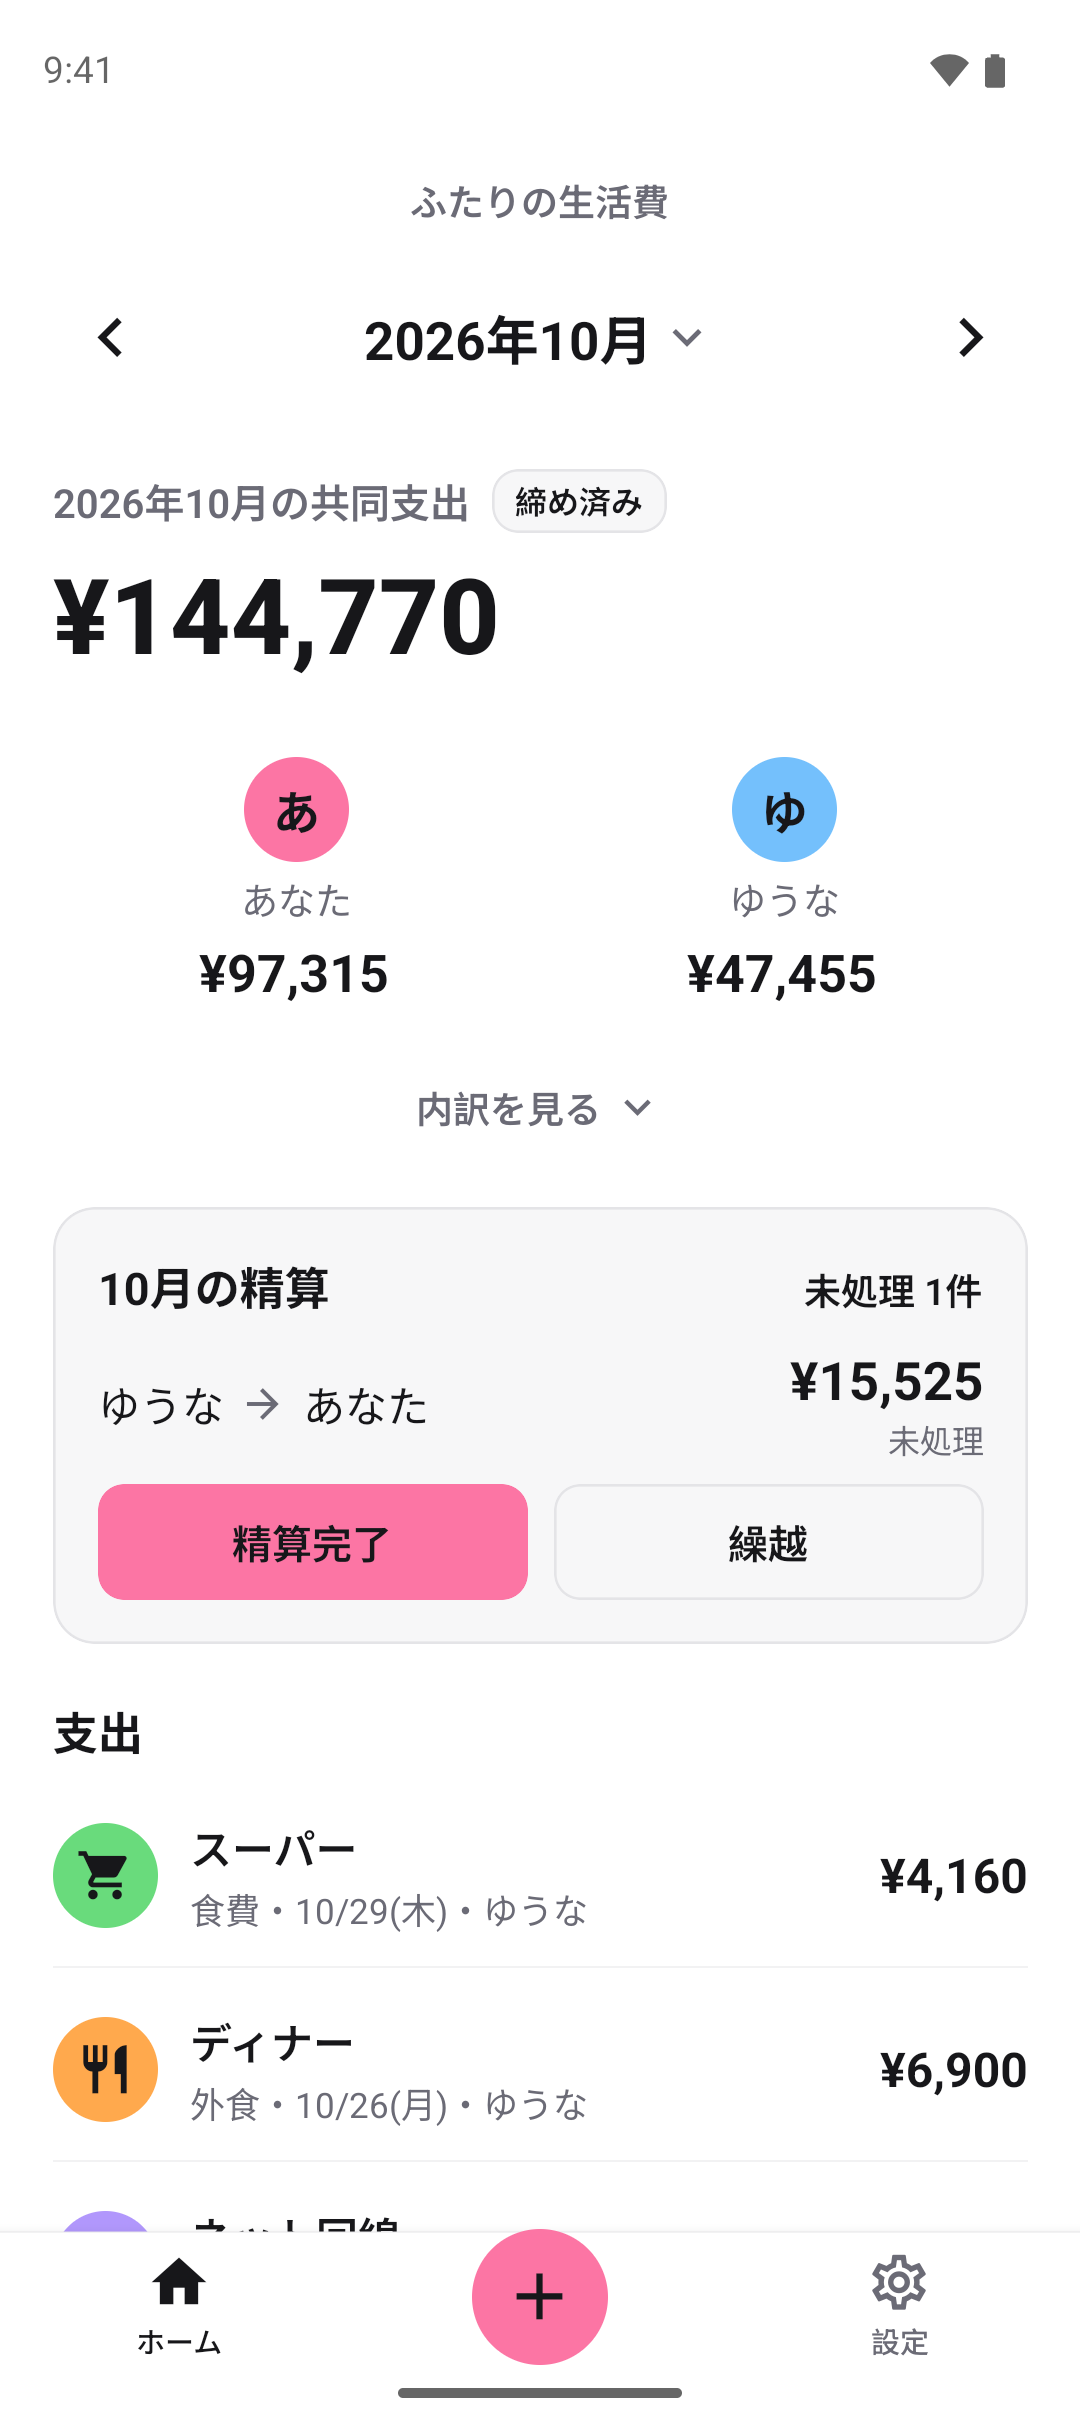 9:41
ふたりの生活費
2026年10月
2026年10月の共同支出 締め済み
¥144,770
あ
ゆ
あなた
ゆうな
¥97,315
¥47,455
内訳を見る
10月の精算
未処理 1件
ゆうな → あなた
¥15,525
未処理
精算完了
繰越
支出
スーパー
食費・10/29(木)・ゆうな
¥4,160
ディナー
外食・10/26(月)・ゆうな
¥6,900
ネット回線
ホーム
設定